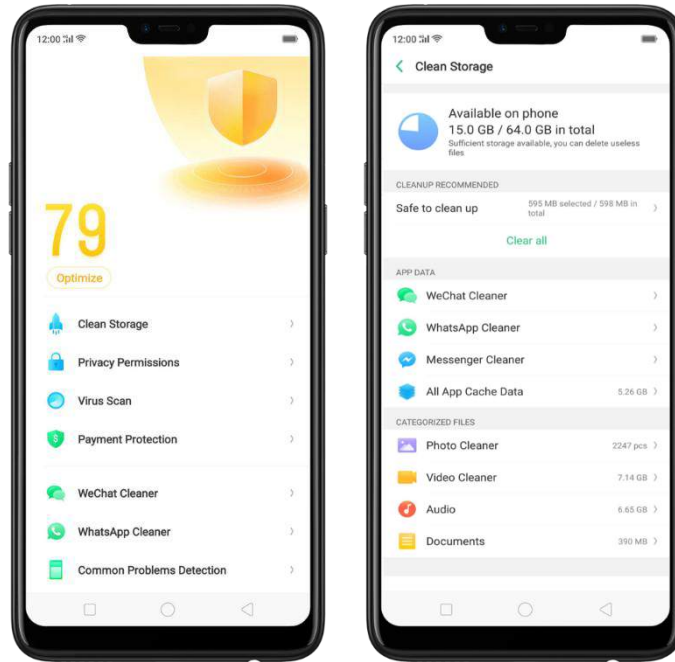 12:00
79
Optimize
Clean Storage
Privacy Permissions
Virus Scan
Payment Protection
WeChat Cleaner
WhatsApp Cleaner
Common Problems Detection
12:00
Clean Storage
Available on phone
15.0 GB / 64.0 GB in total
Sufficient storage available, you can delete useless
files
CLEANUP RECOMMENDED
Safe to clean up
595 MB selected / 598 MB in
total
Clear all
APP DATA
WeChat Cleaner
WhatsApp Cleaner
Messenger Cleaner
All App Cache Data 5.26 GB
CATEGORIZED FILES
Photo Cleaner 2247 pcs
Video Cleaner 7.14 GB
Audio 6.65 GB
Documents 390 MB